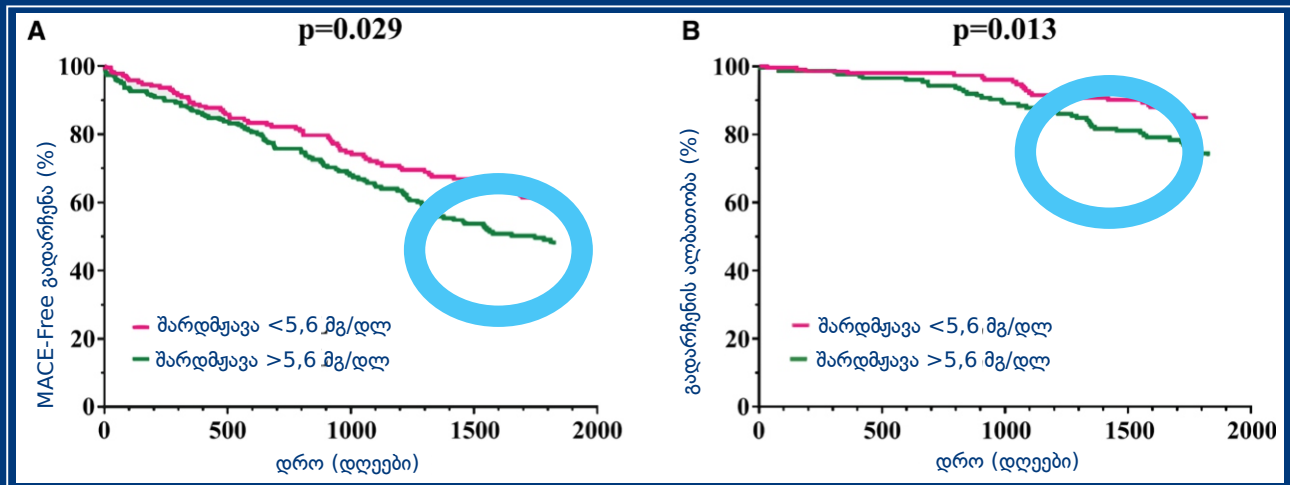 A
p=0.029
MACE-Free გადარჩენა (%)
100
80
60
40
20
0
შარდმჟავა <5,6 მგ/დლ
შარდმჟავა >5,6 მგ/დლ
0 500 1000 1500 2000
დრო (დღეები)
B
p=0.013
გადარჩენის ალბათობა (%)
100
80
60
40
20
0
შარდმჟავა <5,6 მგ/დლ
შარდმჟავა >5,6 მგ/დლ
0 500 1000 1500 2000
დრო (დღეები)